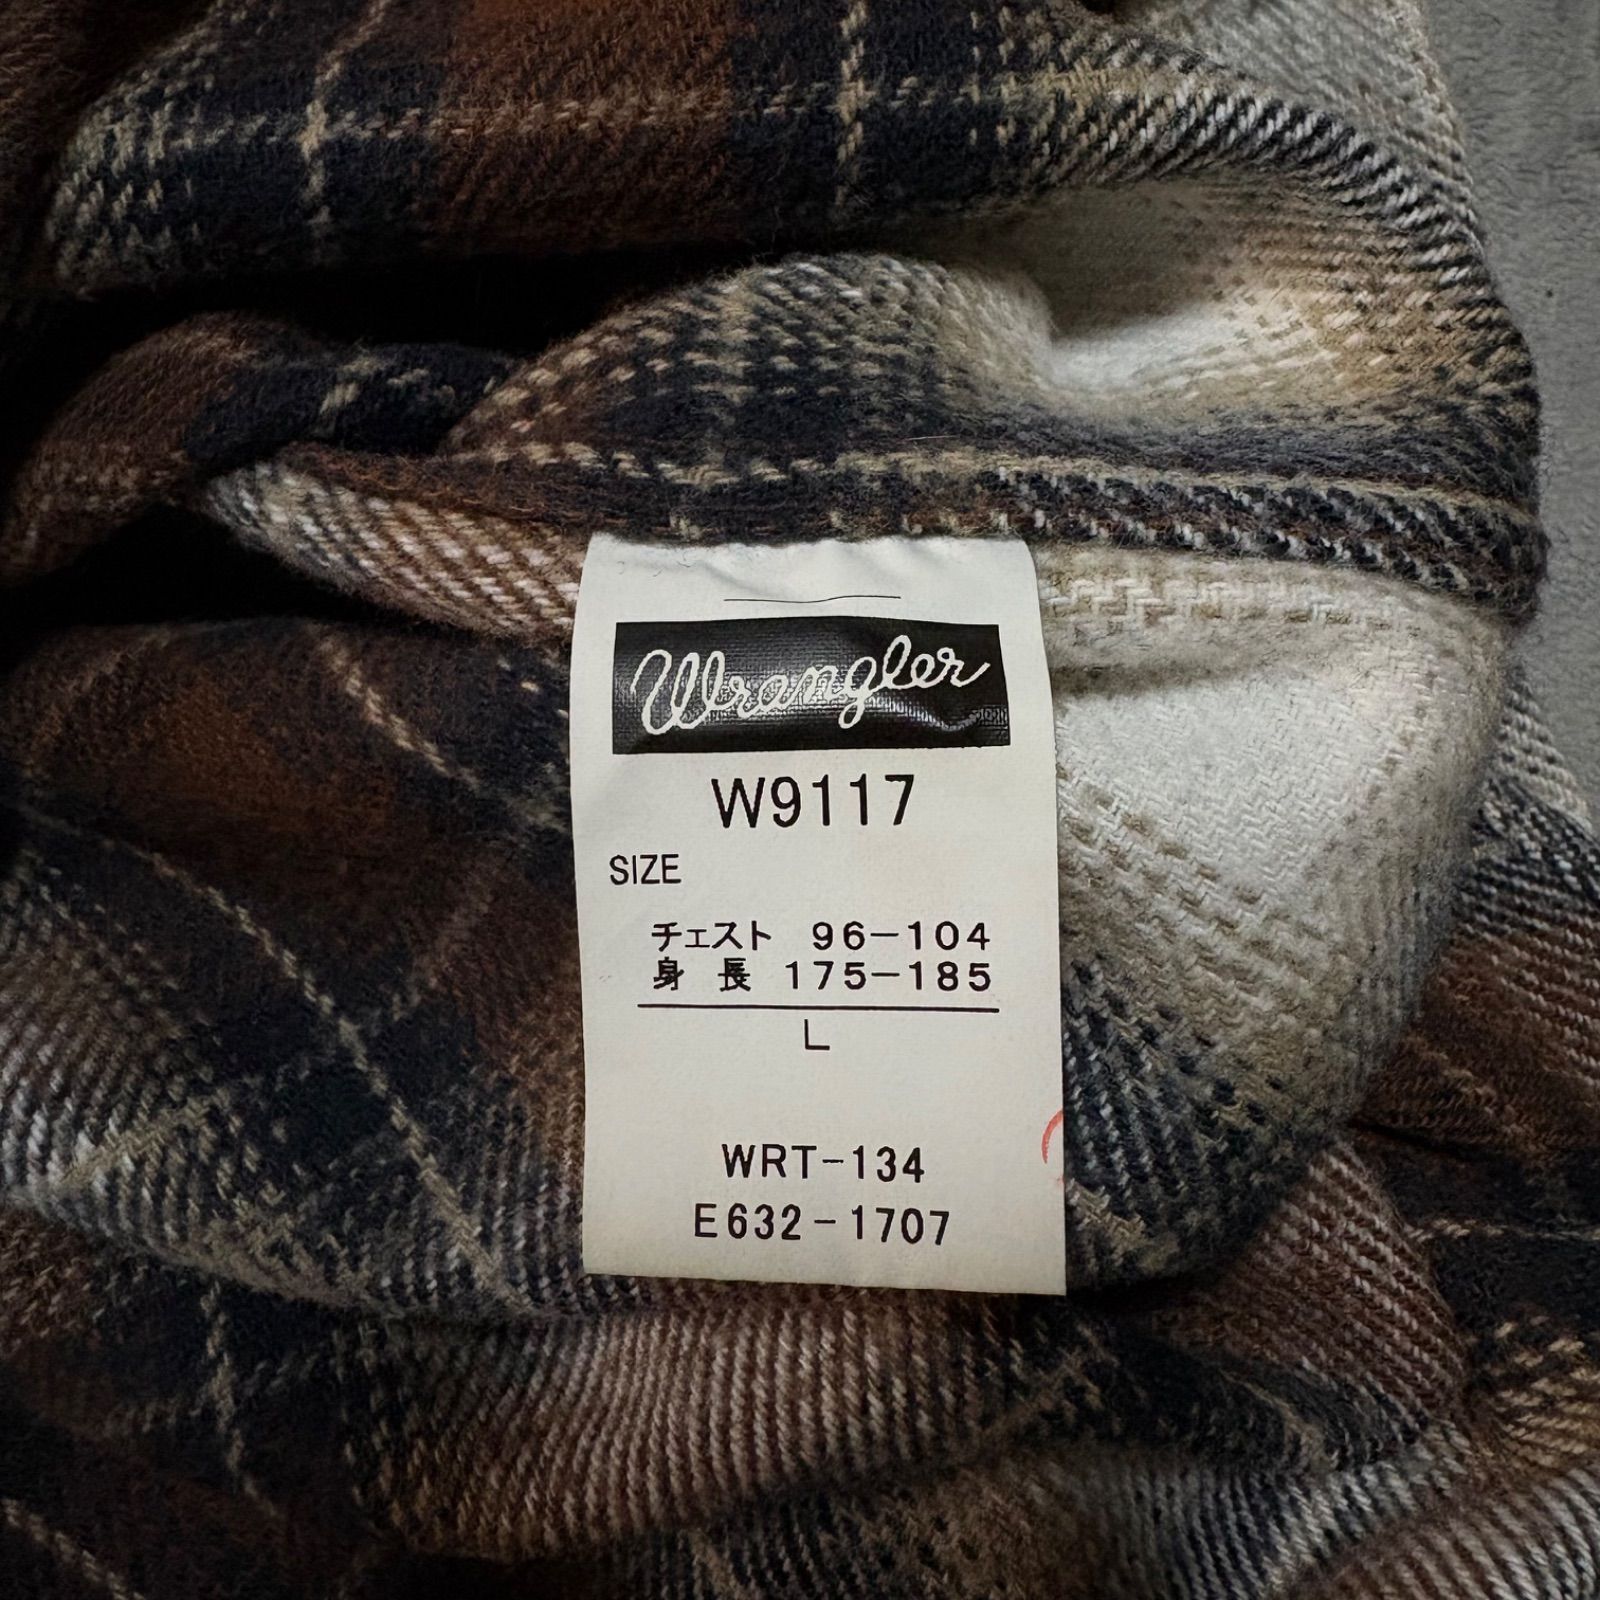 Wrangler
W9117
SIZE
チェスト 96-104
身 長 175-185
L
WRT-134
E632-1707